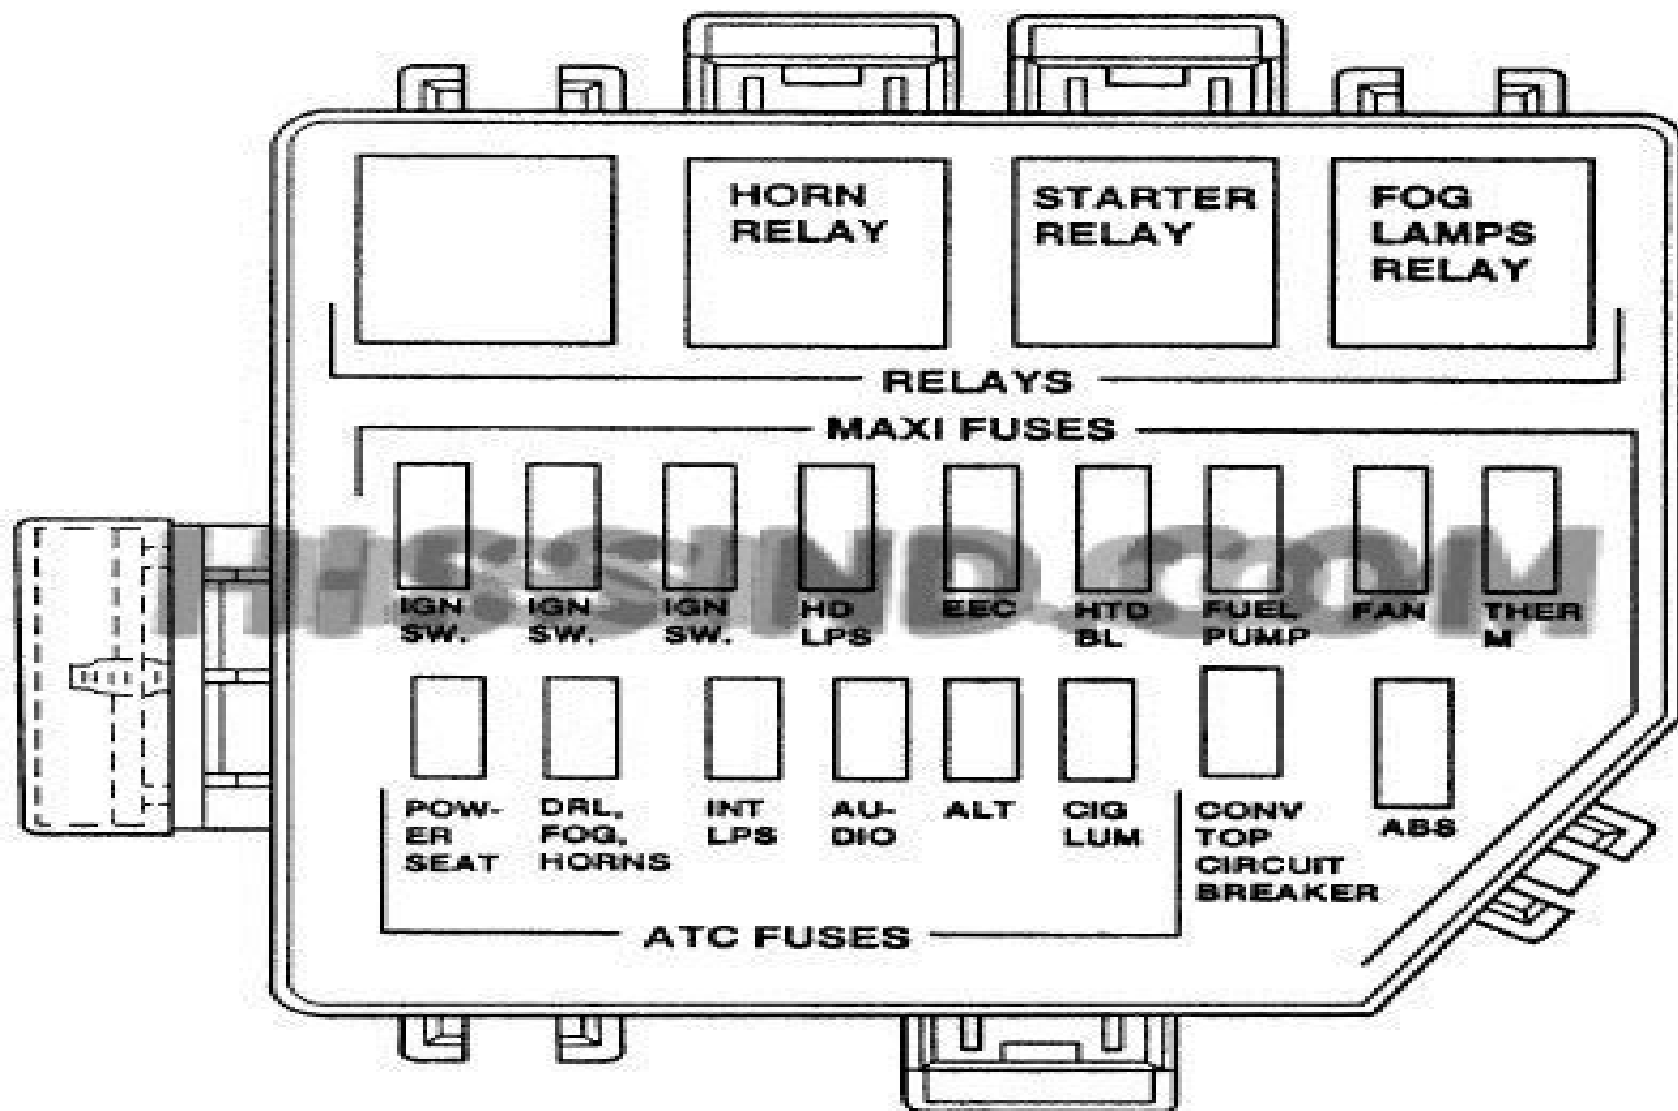 HORN
RELAY
STARTER
RELAY
FOG
LAMPS
RELAY
RELAYS
MAXI FUSES
IGN
SW.
IGN
SW.
IGN
SW.
HD
LPS
EEC
HTD
BL
FUEL
PUMP
FAN
THER
M
POW-
ER
SEAT
DRL,
FOG,
HORNS
INT
LPS
AU-
DIO
ALT
CIG
LUM
CONV
TOP
CIRCUIT
BREAKER
ABS
ATC FUSES